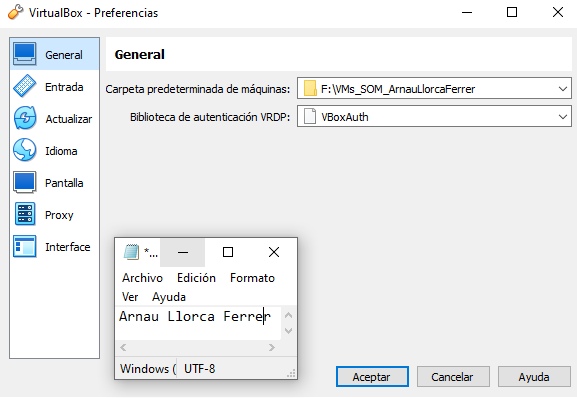 VirtualBox - Preferencias
General
Entrada
Actualizar
Idioma
Pantalla
Proxy
Interface
General
Carpeta predeterminada de máquinas: F:\VMs_SOM_ArnauLlorcaFerrer
Biblioteca de autenticación VRDP: VBoxAuth
*...
Archivo Edición Formato
Ver Ayuda
Arnau Llorca Ferrer
Windows ( UTF-8
Aceptar Cancelar Ayuda